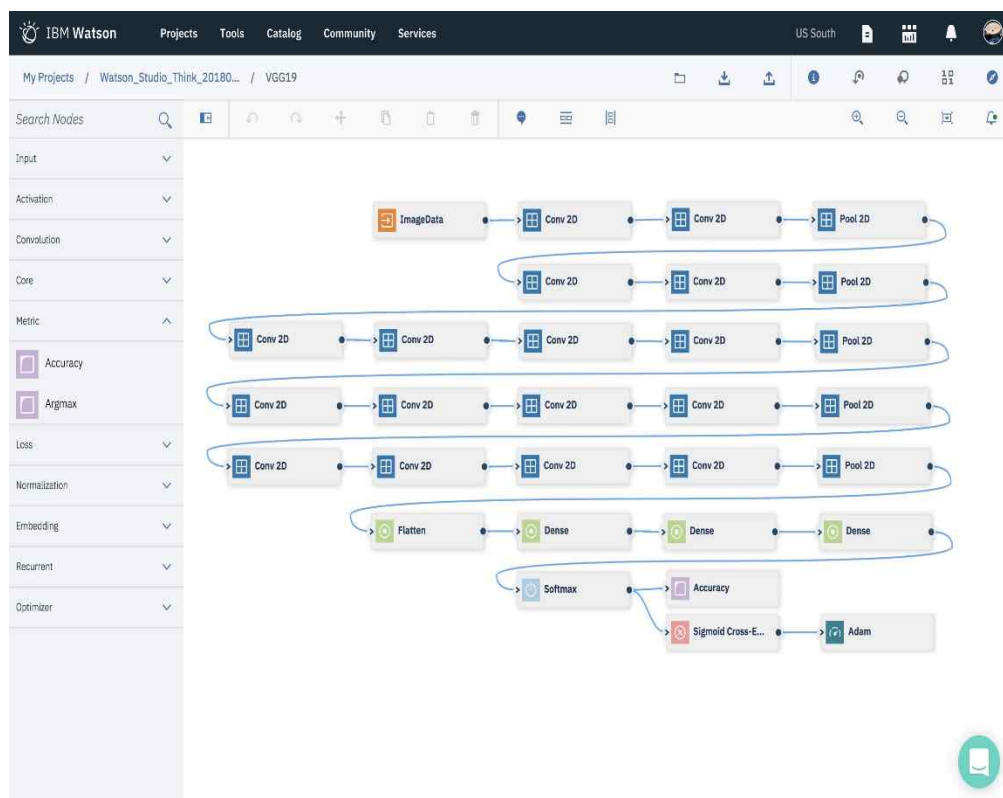 IBM Watson Projects Tools Catalog Community Services US South
My Projects / Watson_Studio_Think_20180... / VGG19
Search Nodes
Input
Activation
Convolution
Core
Metric
Accuracy
Argmax
Loss
Normalization
Embedding
Recurrent
Optimizer
ImageData Conv 2D Conv 2D Pool 2D
Conv 2D Conv 2D Pool 2D
Conv 2D Conv 2D Conv 2D Conv 2D Pool 2D
Conv 2D Conv 2D Conv 2D Conv 2D Pool 2D
Conv 2D Conv 2D Conv 2D Conv 2D Pool 2D
Flatten Dense Dense Dense
Softmax Accuracy
Sigmoid Cross-E... Adam